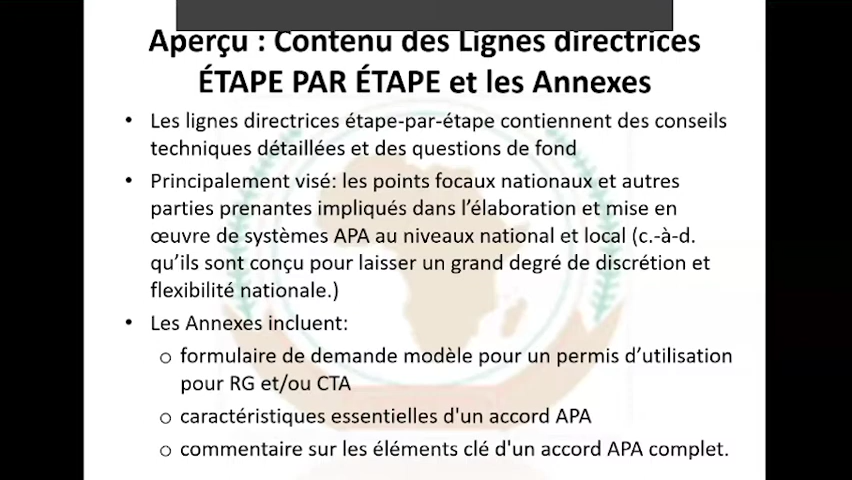 Aperçu : Contenu des Lignes directrices
ÉTAPE PAR ÉTAPE et les Annexes
• Les lignes directrices étape-par-étape contiennent des conseils
techniques détaillées et des questions de fond
• Principalement visé: les points focaux nationaux et autres
parties prenantes impliqués dans l’élaboration et mise en
œuvre de systèmes APA au niveaux national et local (c.-à-d.
qu’ils sont conçu pour laisser un grand degré de discrétion et
flexibilité nationale.)
• Les Annexes incluent:
o formulaire de demande modèle pour un permis d’utilisation
pour RG et/ou CTA
o caractéristiques essentielles d'un accord APA
o commentaire sur les éléments clé d'un accord APA complet.